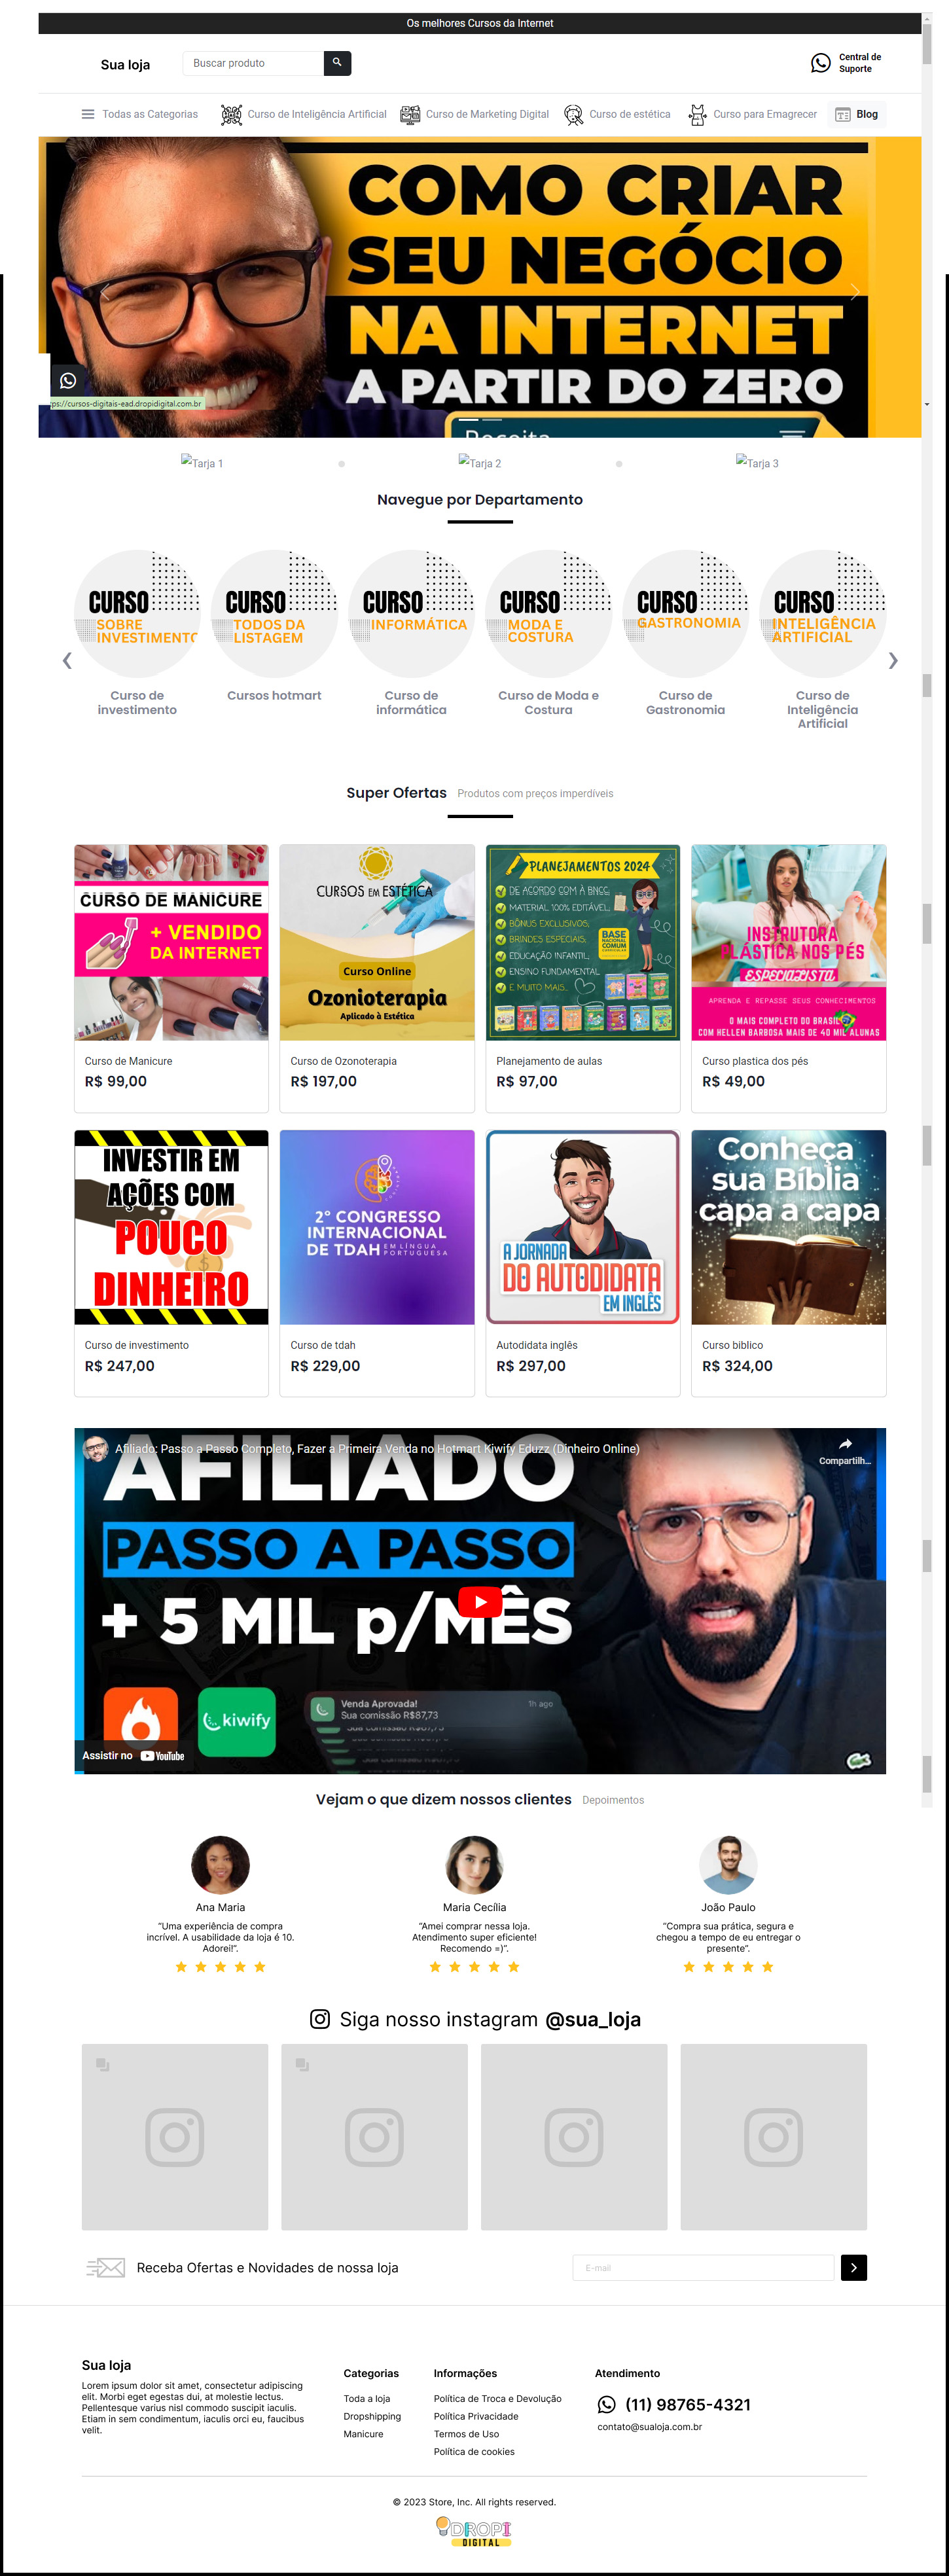 Os melhores Cursos da Internet
Sua loja
Buscar produto
Central de
Suporte
Todas as Categorias
Curso de Inteligência Artificial
Curso de Marketing Digital
Curso de estética
Curso para Emagrecer
Blog
COMO CRIAR
SEU NEGÓCIO
NA INTERNET
A PARTIR DO ZERO
Receita
ps://cursos-digitais-ead.dropidigital.com.br
Tarja 1
Tarja 2
Tarja 3
Navegue por Departamento
CURSO
SOBRE
INVESTIMENTO
CURSO
TODOS DA
LISTAGEM
CURSO
INFORMÁTICA
CURSO
MODA E
COSTURA
CURSO
GASTRONOMIA
CURSO
INTELIGÊNCIA
ARTIFICIAL
Curso de
investimento
Cursos hotmart
Curso de
informática
Curso de Moda e
Costura
Curso de
Gastronomia
Curso de
Inteligência
Artificial
Super Ofertas
Produtos com preços imperdiveis
CURSO DE MANICURE
+ VENDIDO
DA INTERNET
Curso de Manicure
R$ 99,00
CURSOS EM ESTÉTICA
Curso Online
Ozonioterapia
Aplicado à Estética
Curso de Ozonoterapia
R$ 197,00
PLANEJAMENTOS 2024
DE ACORDO COM A BNCC
MATERIAL 100% EDITÁVEL
BÔNUS EXCLUSIVOS;
BRINDES ESPECIAIS.
EDUCAÇÃO INFANTIL
ENSINO FUNDAMENTAL
E MUITO MAIS...
BASE
NACIONAL
COMUM
CURRICULAR
Planejamento de aulas
R$ 97,00
INSTRUTORA
PLÁSTICA NOS PÉS
ESPECIALISTA
APRENDA E REPASSE SEUS CONHECIMENTOS
O MAIS COMPLETO DO BRASIL
COM HELLEN BARBOSA MAIS DE 40 MIL ALUNAS
Curso plastica dos pés
R$ 49,00
INVESTIR EM
AÇÕES COM
POUCO
DINHEIRO
Curso de investimento
R$ 247,00
2º CONGRESSO
INTERNACIONAL
DE TDAH EM LÍNGUA
PORTUGUESA
Curso de tdah
R$ 229,00
A JORNADA
DO AUTODIDATA
EM INGLÊS
Autodidata inglês
R$ 297,00
Conheça
sua Bíblia
capa a capa
Curso biblico
R$ 324,00
Afiliado: Passo a Passo Completo, Fazer a Primeira Venda no Hotmart Kiwify Eduzz (Dinheiro Online)
Compartilh...
AFILIADO
PASSO A PASSO
+ 5 MIL p/MÊS
kiwify
Venda Aprovada!
1h ago
Sua comissão R$87,73
Assistir no YouTube
Vejam o que dizem nossos clientes
Depoimentos
Ana Maria
“Uma experiência de compra
incrível. A usabilidade da loja é 10.
Adorei!”.
Maria Cecília
“Amei comprar nessa loja.
Atendimento super eficiente!
Recomendo =)”.
João Paulo
“Compra sua prática, segura e
chegou a tempo de eu entregar o
presente”.
Siga nosso instagram @sua_loja
Receba Ofertas e Novidades de nossa loja
E-mail
Sua loja
Lorem ipsum dolor sit amet, consectetur adipiscing
elit. Morbi eget egestas dui, at molestie lectus.
Pellentesque varius nisl commodo suscipit iaculis.
Etiam in sem condimentum, iaculis orci eu, faucibus
velit.
Categorias
Toda a loja
Dropshipping
Manicure
Informações
Política de Troca e Devolução
Política Privacidade
Termos de Uso
Política de cookies
Atendimento
(11) 98765-4321
contato@sualoja.com.br
© 2023 Store, Inc. All rights reserved.
DROPI
DIGITAL